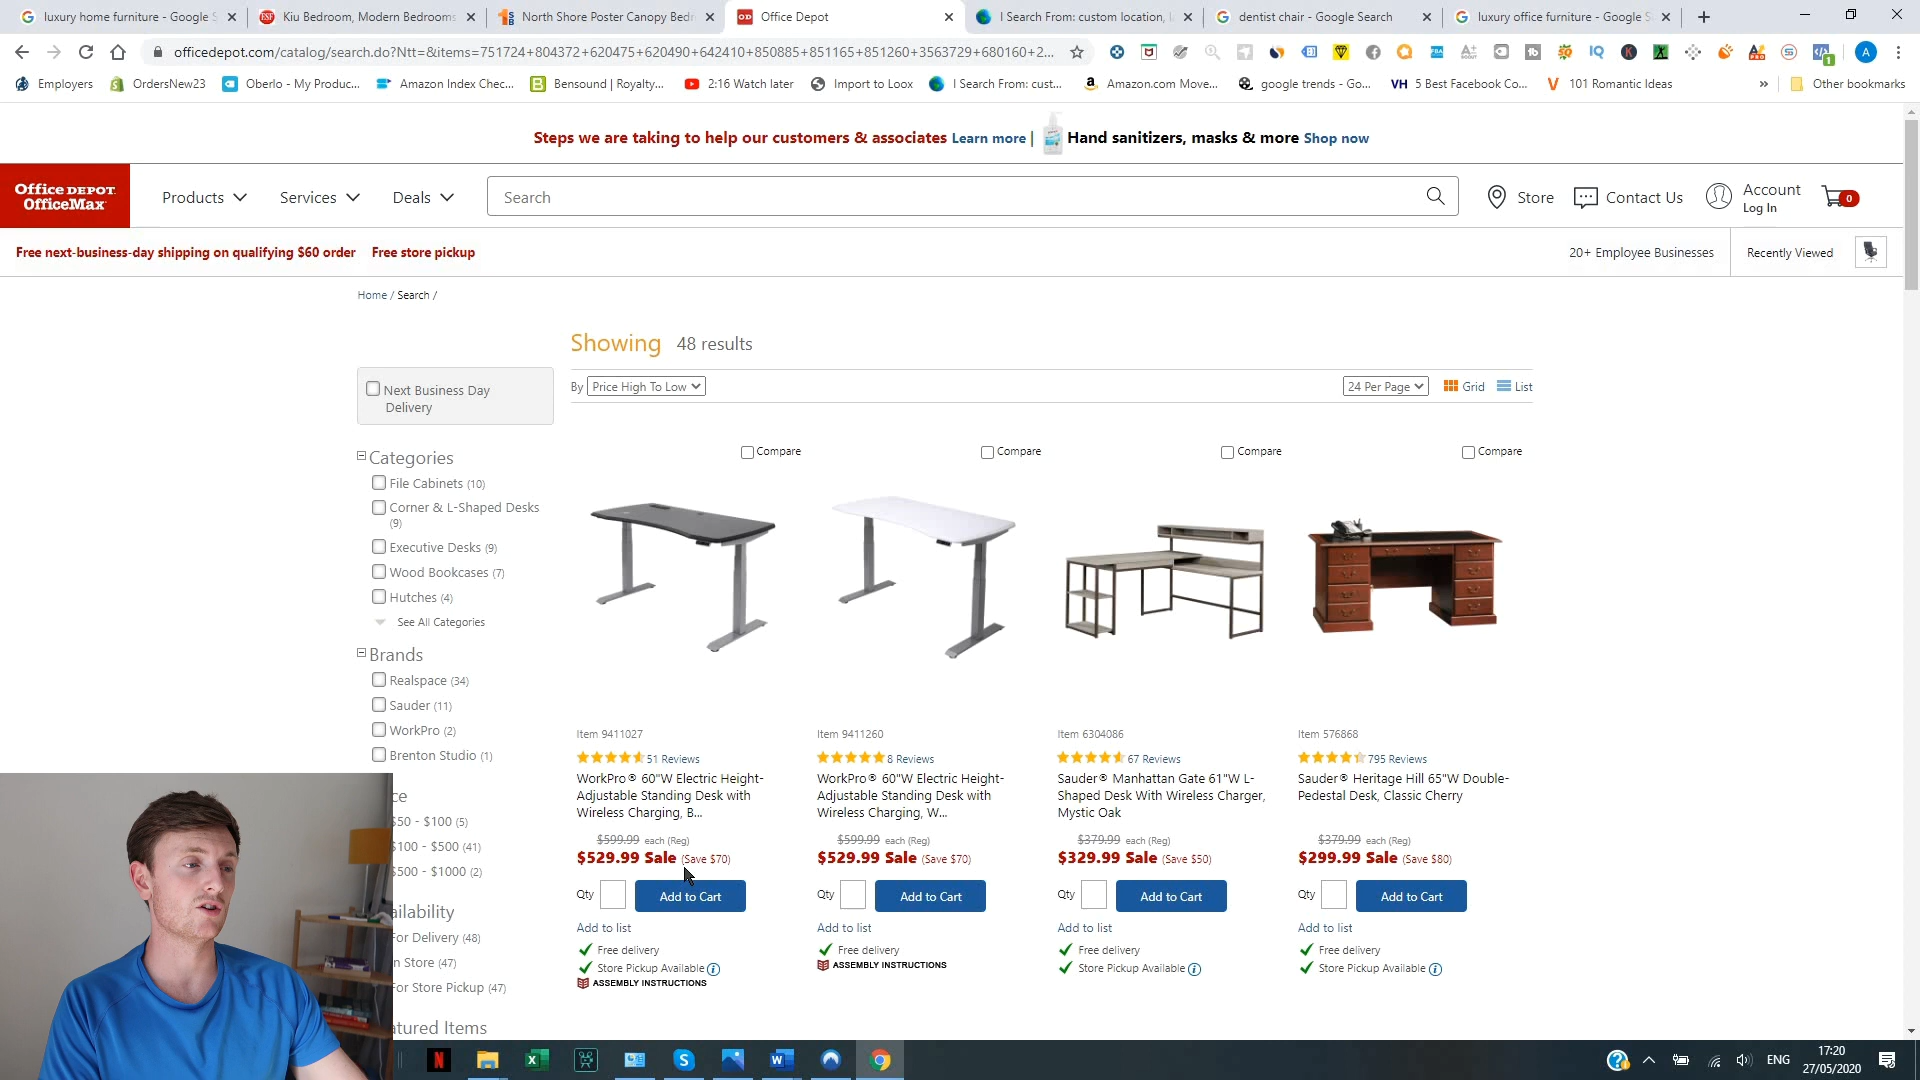 luxury home furniture - Google S
Kiu Bedroom, Modern Bedrooms
North Shore Poster Canopy Bedr
Office Depot
I Search From: custom location, l
dentist chair - Google Search
luxury office furniture - Google S
officedepot.com/catalog/search.do?Ntt=&items=751724+804372+620475+620490+642410+850885+851165+851260+3563729+680160+2...
Employers
OrdersNew23
Oberlo - My Produc...
Amazon Index Chec...
Bensound | Royalty...
2:16 Watch later
Import to Loox
I Search From: cust...
Amazon.com Move...
google trends - Go...
VH 5 Best Facebook Co...
101 Romantic Ideas
Other bookmarks
Steps we are taking to help our customers & associates Learn more | Hand sanitizers, masks & more Shop now
Office DEPOT
OfficeMax
Products
Services
Deals
Search
Store
Contact Us
Account
Log In
0
Free next-business-day shipping on qualifying $60 order
Free store pickup
20+ Employee Businesses
Recently Viewed
Home / Search /
Showing 48 results
By Price High To Low
24 Per Page
Grid
List
Next Business Day
Delivery
Categories
File Cabinets (10)
Corner & L-Shaped Desks
(9)
Executive Desks (9)
Wood Bookcases (7)
Hutches (4)
See All Categories
Brands
Realspace (34)
Sauder (11)
WorkPro (2)
Brenton Studio (1)
ce
$50 - $100 (5)
$100 - $500 (41)
$500 - $1000 (2)
ailability
For Delivery (48)
n Store (47)
For Store Pickup (47)
atured Items
Compare
Compare
Compare
Compare
Item 9411027
51 Reviews
WorkPro® 60"W Electric Height-
Adjustable Standing Desk with
Wireless Charging, B...
$599.99 each (Reg)
$529.99 Sale (Save $70)
Qty
Add to Cart
Add to list
Free delivery
Store Pickup Available
ASSEMBLY INSTRUCTIONS
Item 9411260
8 Reviews
WorkPro® 60"W Electric Height-
Adjustable Standing Desk with
Wireless Charging, W...
$599.99 each (Reg)
$529.99 Sale (Save $70)
Qty
Add to Cart
Add to list
Free delivery
ASSEMBLY INSTRUCTIONS
Item 6304086
67 Reviews
Sauder® Manhattan Gate 61"W L-
Shaped Desk With Wireless Charger,
Mystic Oak
$379.99 each (Reg)
$329.99 Sale (Save $50)
Qty
Add to Cart
Add to list
Free delivery
Store Pickup Available
Item 576868
795 Reviews
Sauder® Heritage Hill 65"W Double-
Pedestal Desk, Classic Cherry
$379.99 each (Reg)
$299.99 Sale (Save $80)
Qty
Add to Cart
Add to list
Free delivery
Store Pickup Available
ENG
17:20
27/05/2020